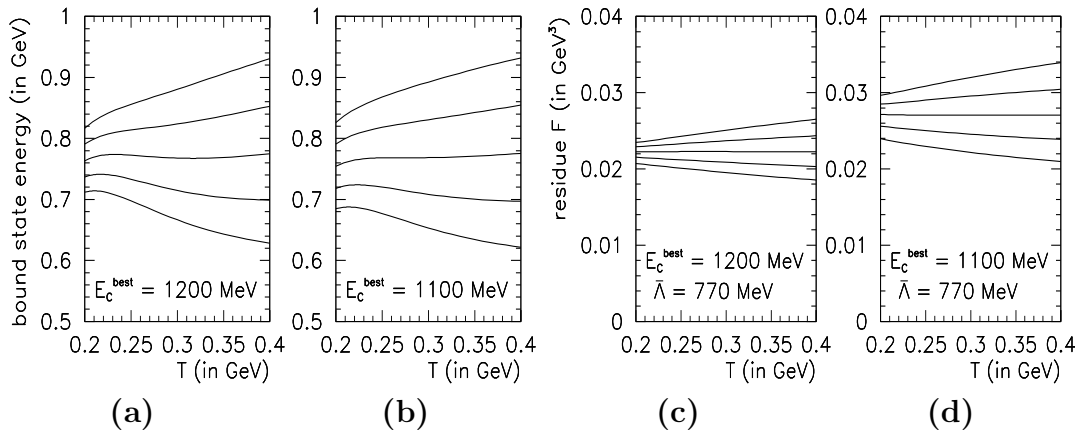 bound state energy (in GeV)
1
0.9
0.8
0.7
0.6
0.5
E_C^best = 1200 MeV
0.2 0.25 0.3 0.35 0.4
T (in GeV)
(a)
1
0.9
0.8
0.7
0.6
0.5
E_C^best = 1100 MeV
0.2 0.25 0.3 0.35 0.4
T (in GeV)
(b)
residue F (in GeV³)
0.04
0.03
0.02
0.01
0
E_C^best = 1200 MeV
Λ̄ = 770 MeV
0.2 0.25 0.3 0.35 0.4
T (in GeV)
(c)
0.04
0.03
0.02
0.01
0
E_C^best = 1100 MeV
Λ̄ = 770 MeV
0.2 0.25 0.3 0.35 0.4
T (in GeV)
(d)